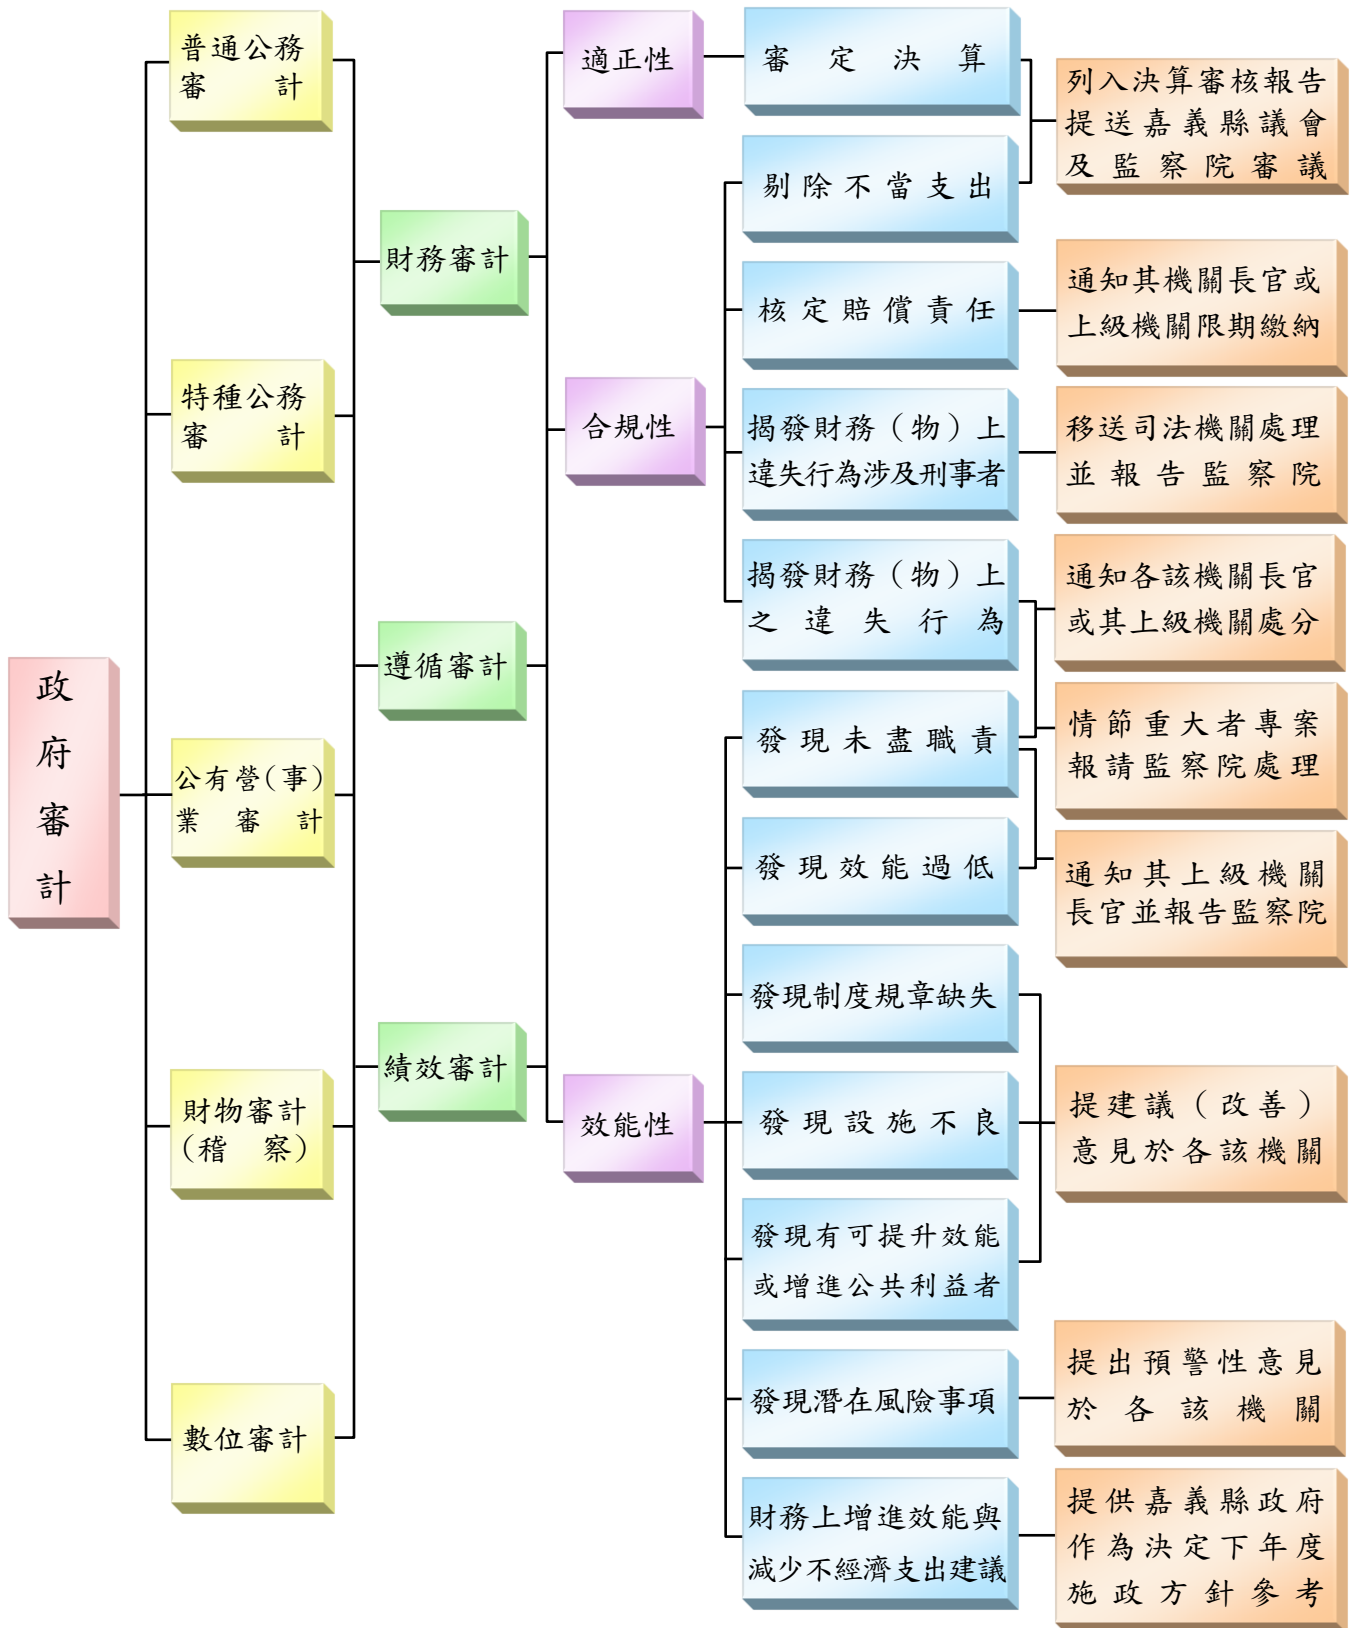 政府審計
普通公務
審計
特種公務
審計
公有營(事)
業審計
財物審計
(稽察)
數位審計
財務審計
遵循審計
績效審計
適正性
合規性
效能性
審定決算
剔除不當支出
核定賠償責任
揭發財務（物）上
違失行為涉及刑事者
揭發財務（物）上
之違失行為
發現未盡職責
發現效能過低
發現制度規章缺失
發現設施不良
發現有可提升效能
或增進公共利益者
發現潛在風險事項
財務上增進效能與
減少不經濟支出建議
列入決算審核報告
提送嘉義縣議會
及監察院審議
通知其機關長官或
上級機關限期繳納
移送司法機關處理
並報告監察院
通知各該機關長官
或其上級機關處分
情節重大者專案
報請監察院處理
通知其上級機關
長官並報告監察院
提建議（改善）
意見於各該機關
提出預警性意見
於各該機關
提供嘉義縣政府
作為決定下年度
施政方針參考